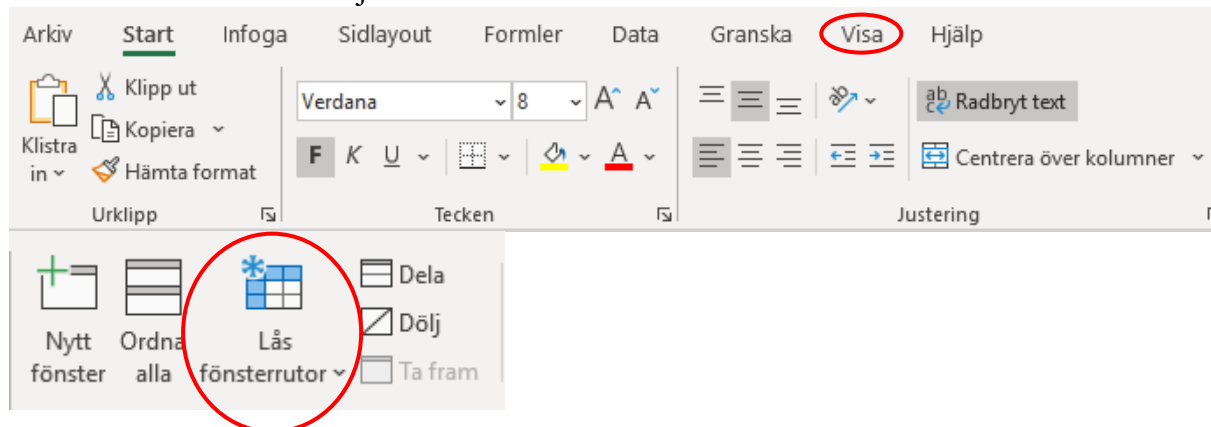 Arkiv Start Infoga Sidlayout Formler Data Granska Visa Hjälp
Klipp ut
Kopiera
Hämta format
Klistra
in
Urklipp
Verdana 8 A A
F K U A
Tecken
ab Radbryt text
Centrera över kolumner
Justering
Nytt
fönster
Ordna
alla
Lås
fönsterrutor
Dela
Dölj
Ta fram